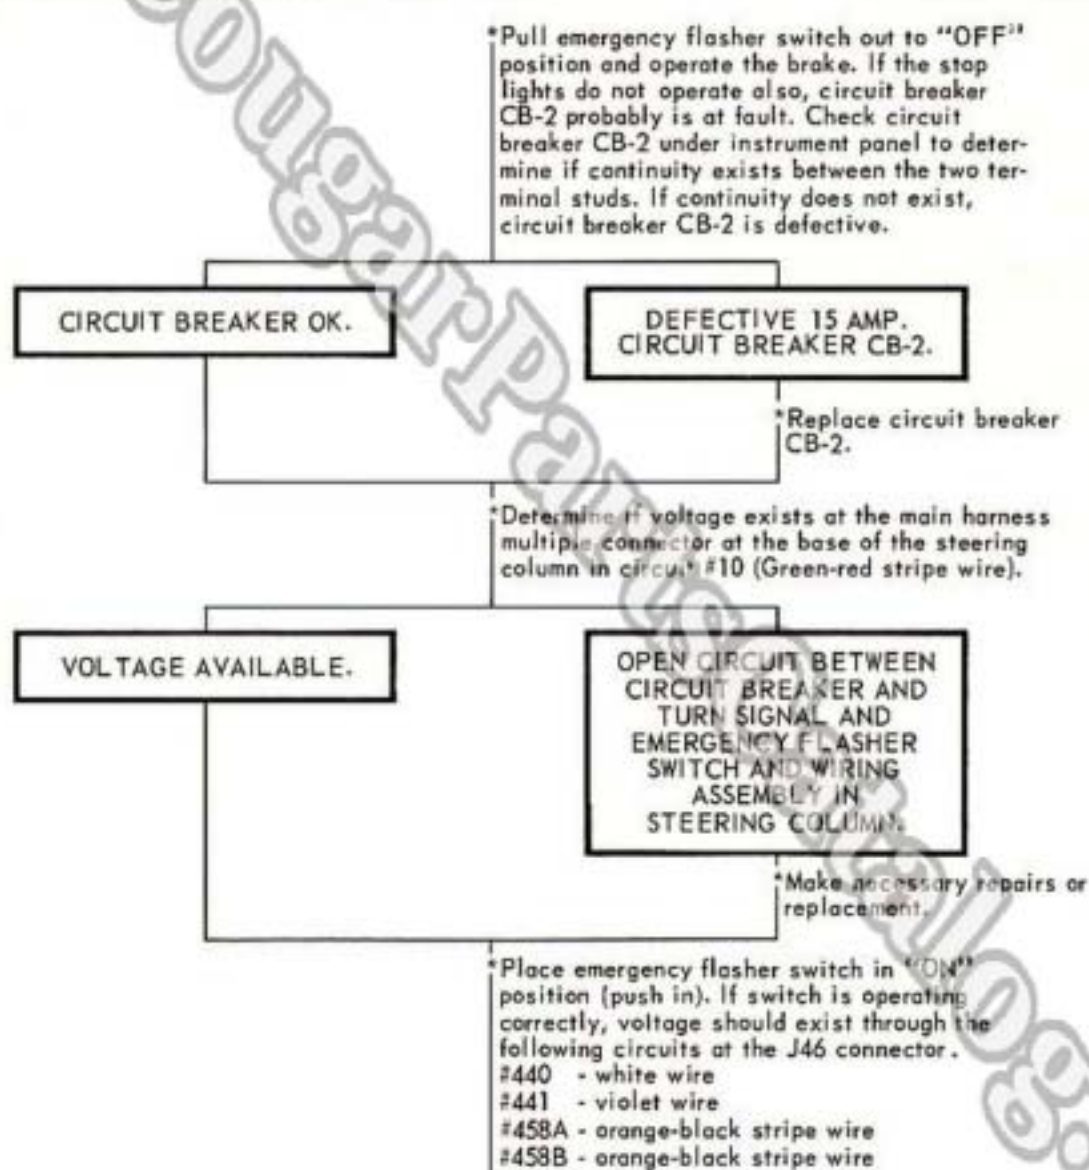 *Pull emergency flasher switch out to "OFF"
position and operate the brake. If the stop
lights do not operate also, circuit breaker
CB-2 probably is at fault. Check circuit
breaker CB-2 under instrument panel to deter-
mine if continuity exists between the two ter-
minal studs. If continuity does not exist,
circuit breaker CB-2 is defective.
CIRCUIT BREAKER OK.
DEFECTIVE 15 AMP.
CIRCUIT BREAKER CB-2.
*Replace circuit breaker
CB-2.
*Determine if voltage exists at the main harness
multiple connector at the base of the steering
column in circuit #10 (Green-red stripe wire).
VOLTAGE AVAILABLE.
OPEN CIRCUIT BETWEEN
CIRCUIT BREAKER AND
TURN SIGNAL AND
EMERGENCY FLASHER
SWITCH AND WIRING
ASSEMBLY IN
STEERING COLUMN.
*Make necessary repairs or
replacement.
*Place emergency flasher switch in "ON"
position (push in). If switch is operating
correctly, voltage should exist through the
following circuits at the J46 connector.
#440 - white wire
#441 - violet wire
#458A - orange-black stripe wire
#458B - orange-black stripe wire
CougarPartsCatalog.